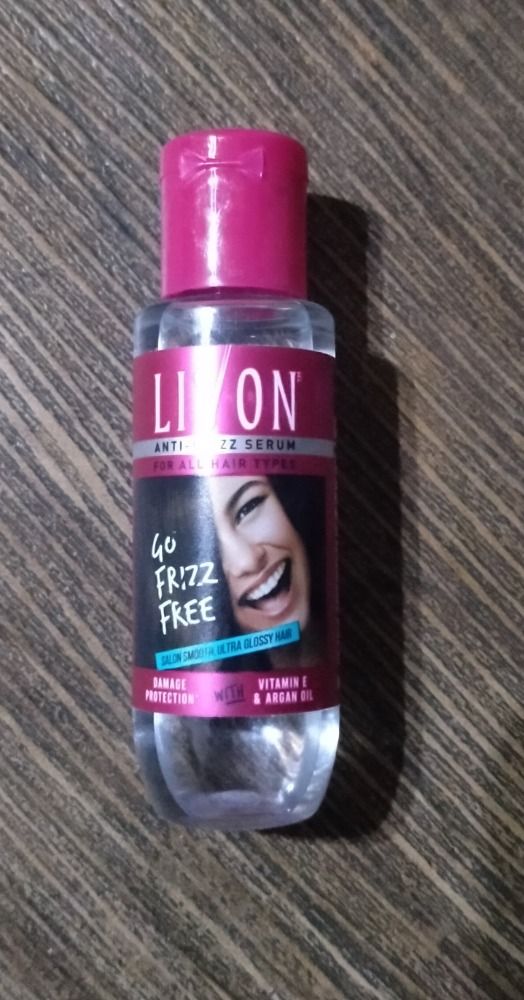 LIVON
ANTI-FRIZZ SERUM
FOR ALL HAIR TYPES
GO
FRIZZ
FREE
SALON SMOOTH, ULTRA GLOSSY HAIR
DAMAGE
PROTECTION*
WITH
VITAMIN E
& ARGAN OIL